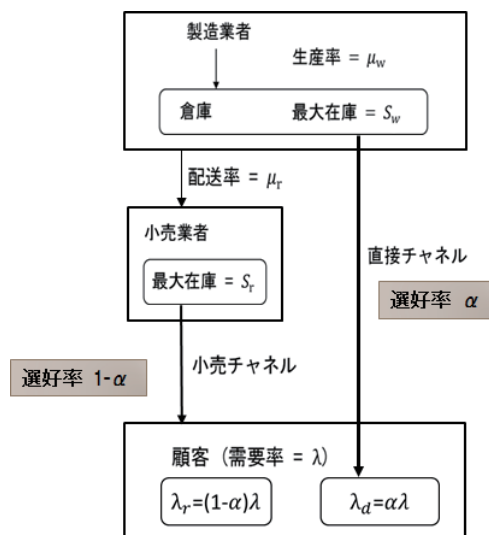 製造業者
生産率 = μw
倉庫 最大在庫 = Sw
配送率 = μr
小売業者
最大在庫 = Sr
直接チャネル
選好率 α
小売チャネル
選好率 1-α
顧客 (需要率 = λ)
λr=(1-α)λ
λd=αλ